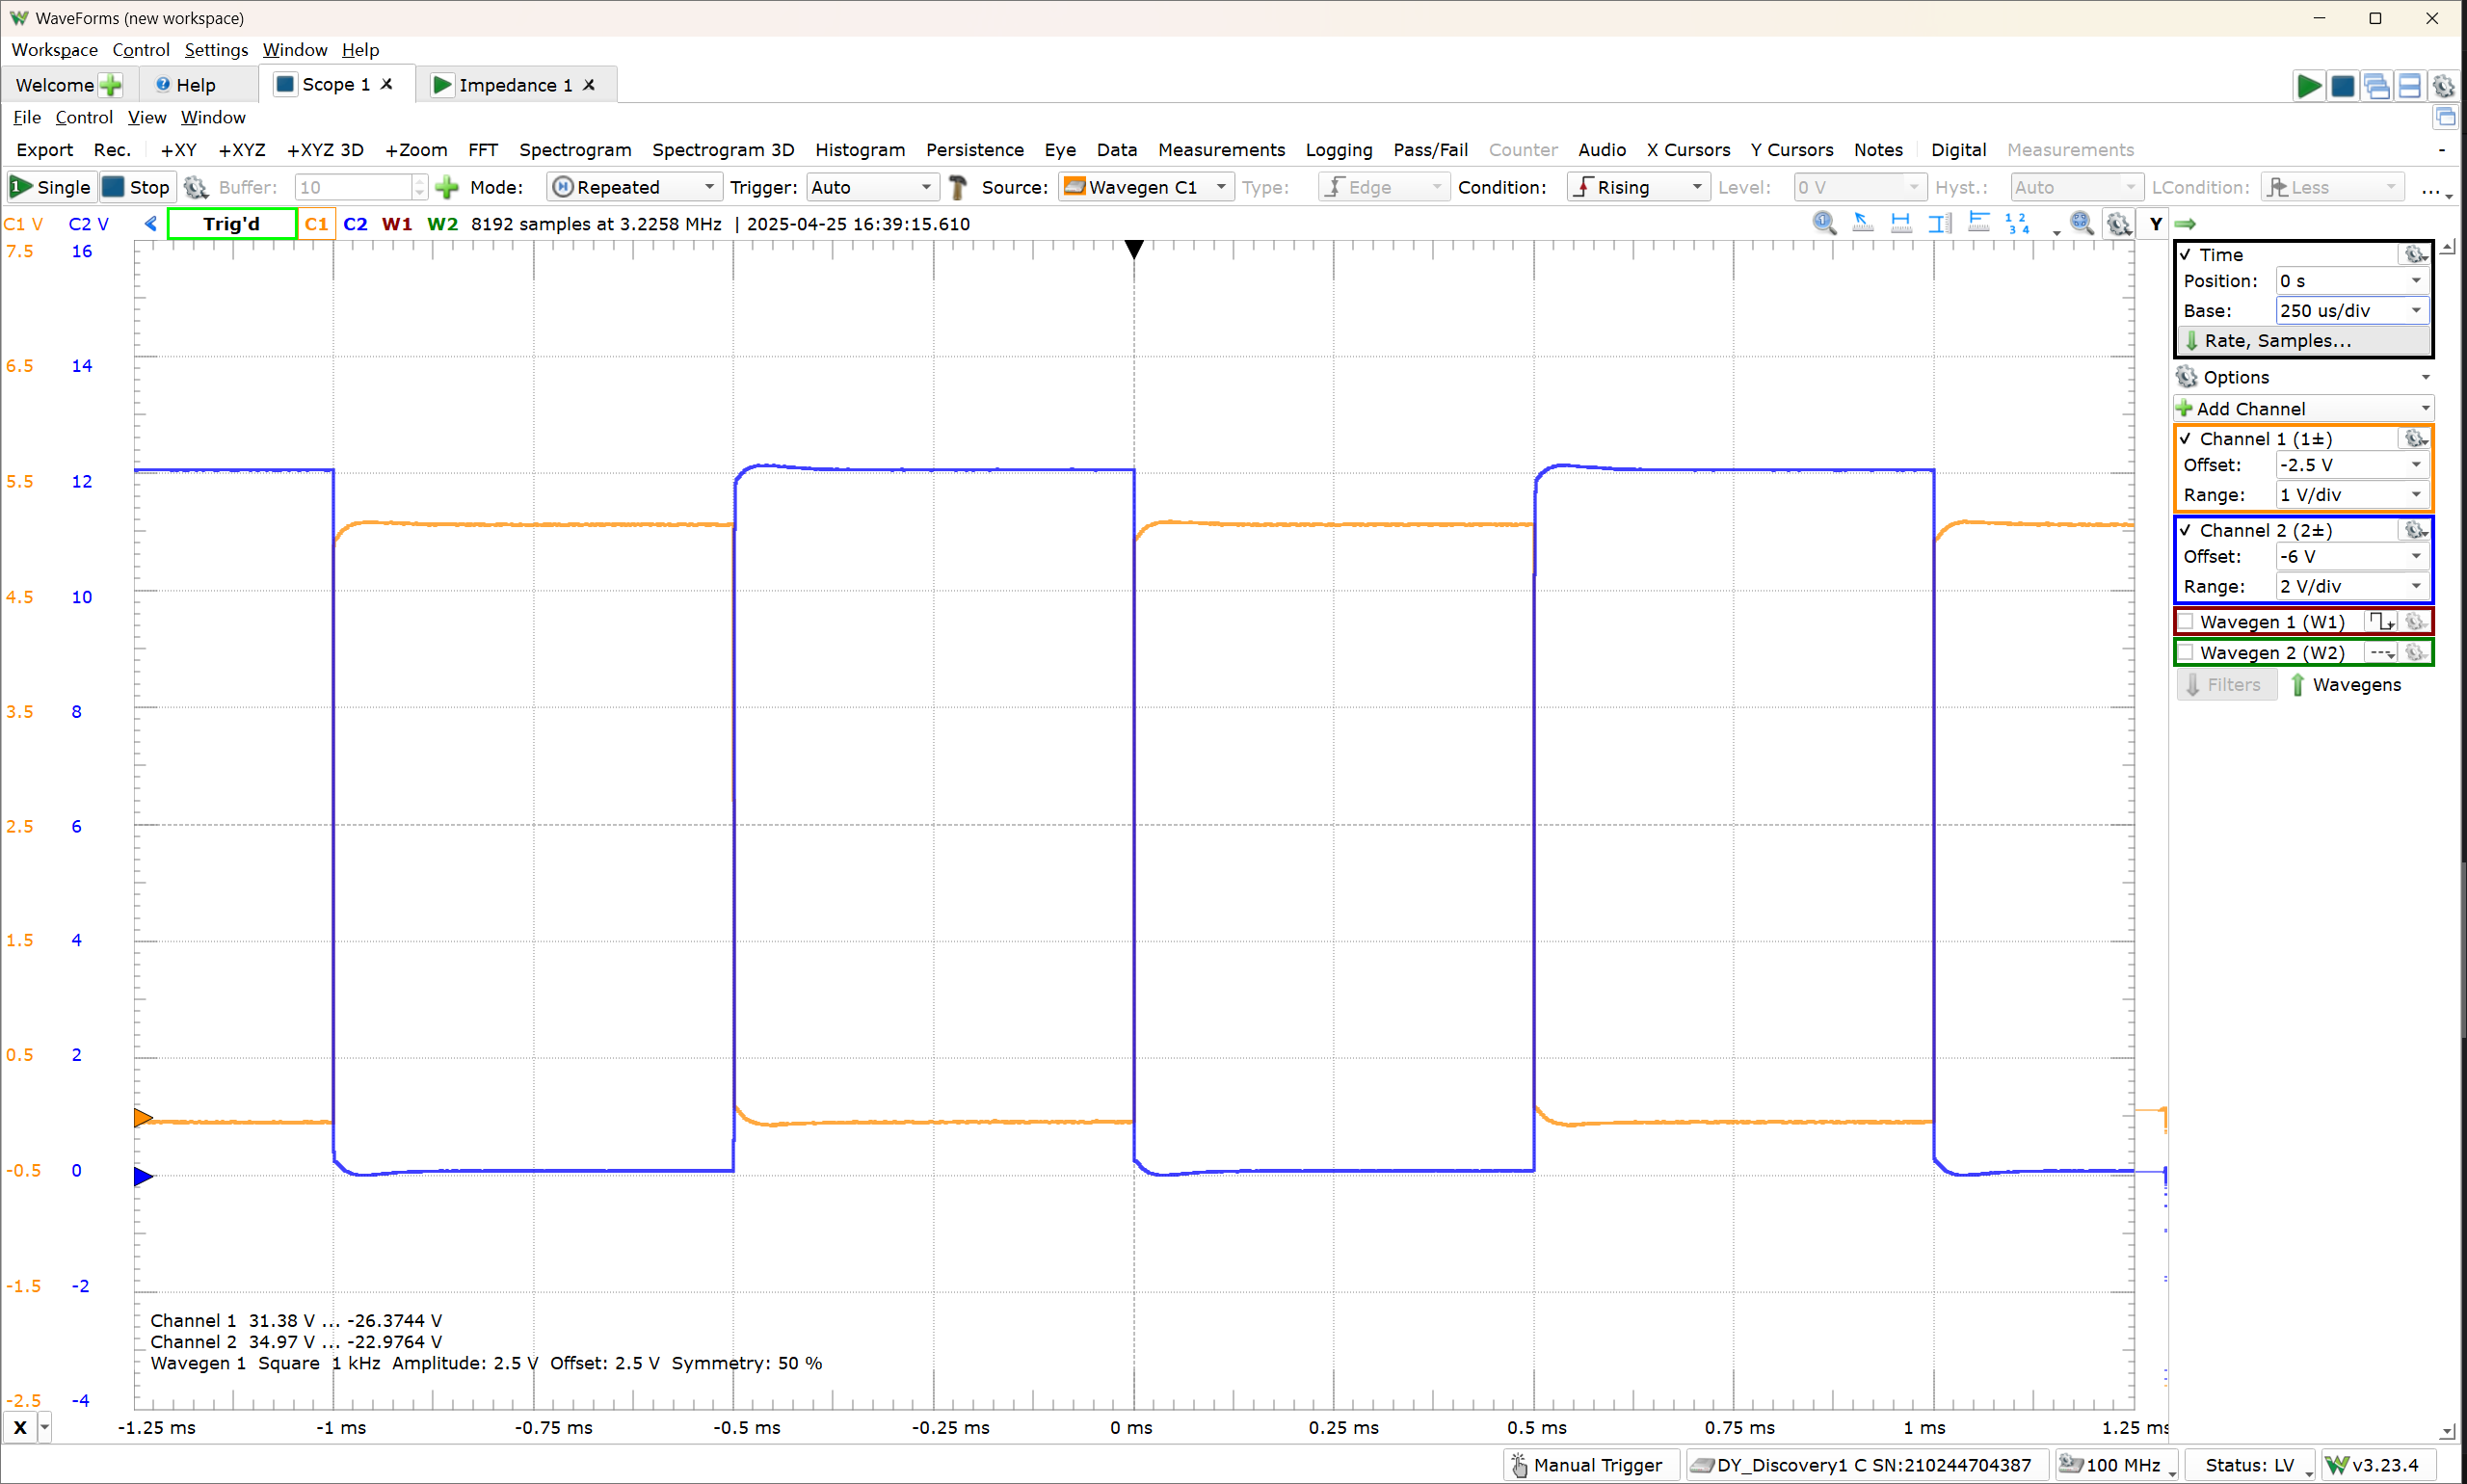 WaveForms (new workspace)
Workspace Control Settings Window Help
Welcome Help Scope 1 Impedance 1
File Control View Window
Export Rec. +XY +XYZ +XYZ 3D +Zoom FFT Spectrogram Spectrogram 3D Histogram Persistence Eye Data Measurements Logging Pass/Fail Counter Audio X Cursors Y Cursors Notes Digital Measurements -
Single Stop Buffer: 10 Mode: Repeated Trigger: Auto Source: Wavegen C1 Type: Edge Condition: Rising Level: 0 V Hyst.: Auto LCondition: Less ...
C1 V C2 V Trig'd C1 C2 W1 W2 8192 samples at 3.2258 MHz | 2025-04-25 16:39:15.610 Y
7.5 16
6.5 14
5.5 12
4.5 10
3.5 8
2.5 6
1.5 4
0.5 2
-0.5 0
-1.5 -2
-2.5 -4
Channel 1 31.38 V ... -26.3744 V
Channel 2 34.97 V ... -22.9764 V
Wavegen 1 Square 1 kHz Amplitude: 2.5 V Offset: 2.5 V Symmetry: 50 %
X -1.25 ms -1 ms -0.75 ms -0.5 ms -0.25 ms 0 ms 0.25 ms 0.5 ms 0.75 ms 1 ms 1.25 ms
Time
Position: 0 s
Base: 250 us/div
Rate, Samples...
Options
Add Channel
Channel 1 (1±)
Offset: -2.5 V
Range: 1 V/div
Channel 2 (2±)
Offset: -6 V
Range: 2 V/div
Wavegen 1 (W1)
Wavegen 2 (W2)
Filters Wavegens
Manual Trigger DY_Discovery1 C SN:210244704387 100 MHz Status: LV v3.23.4